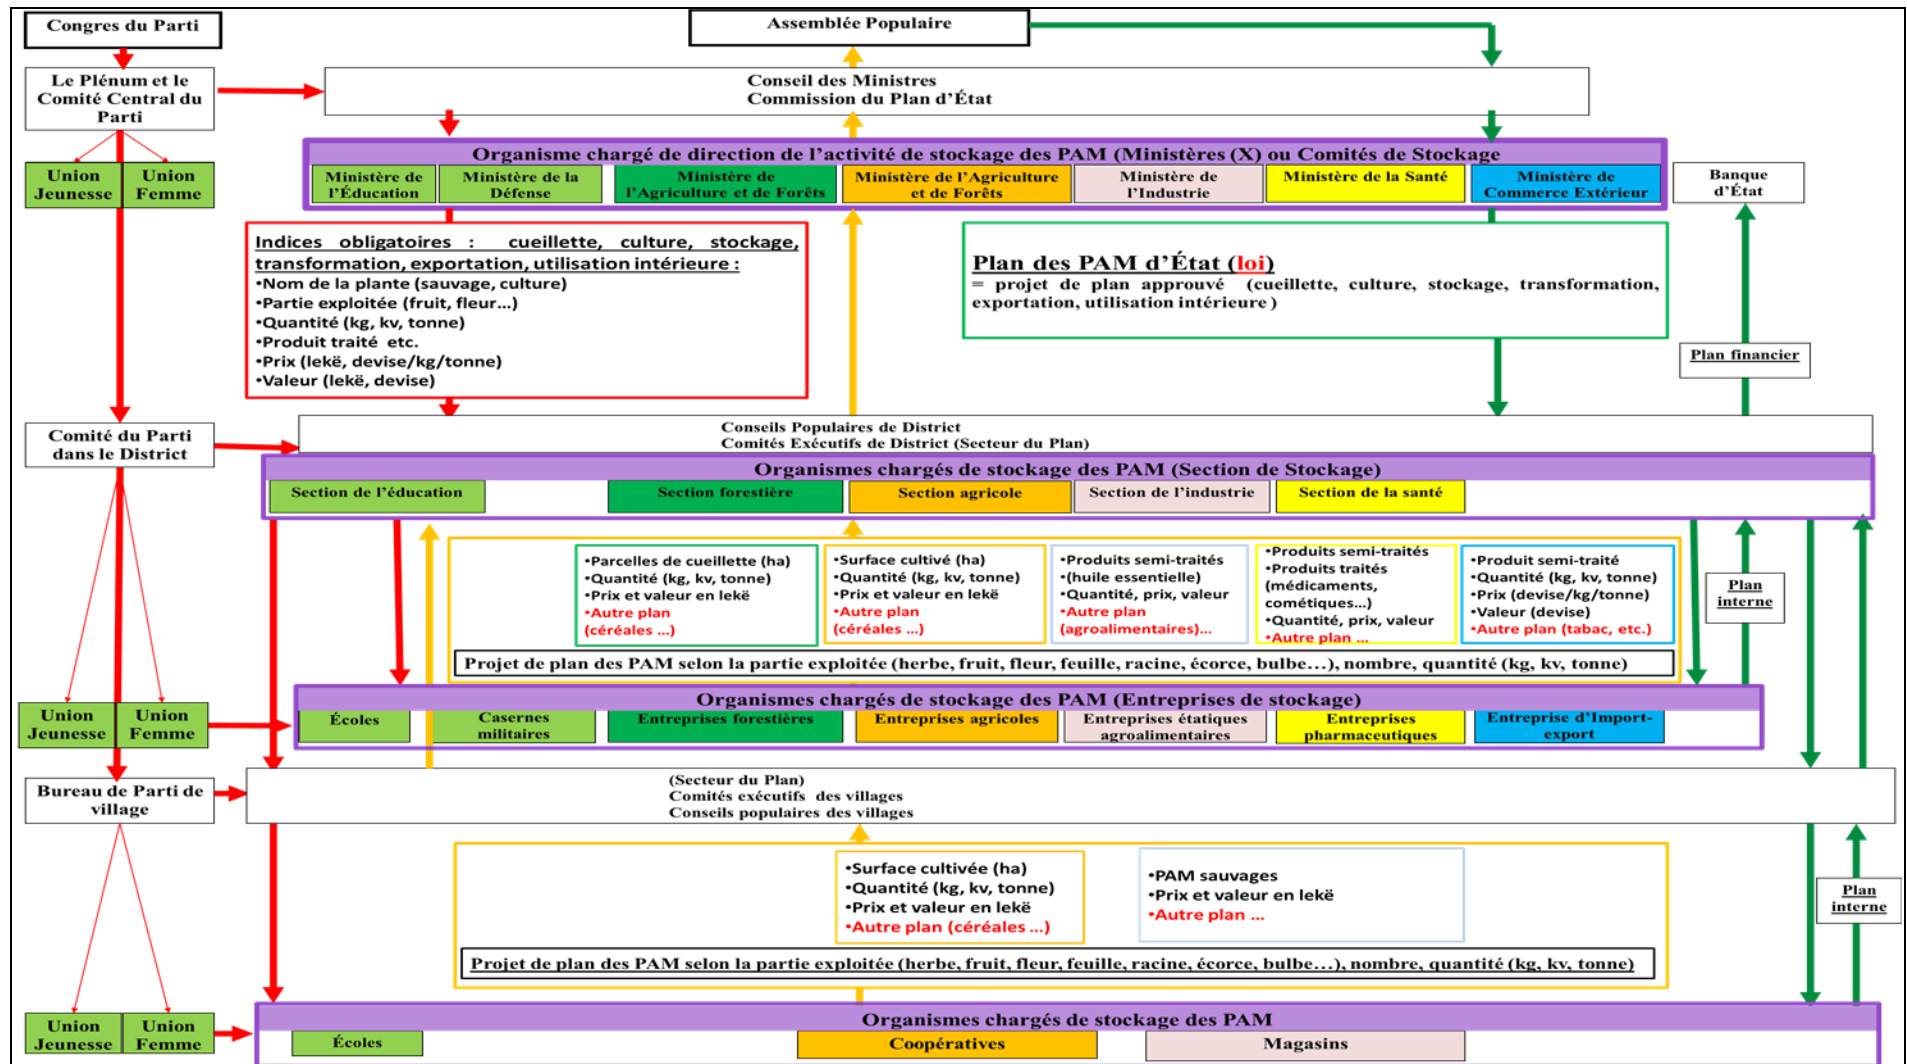 Congres du Parti
Assemblée Populaire
Le Plénum et le
Comité Central du
Parti
Conseil des Ministres
Commission du Plan d'État
Union
Jeunesse
Union
Femme
Organisme chargé de direction de l'activité de stockage des PAM (Ministères (X) ou Comités de Stockage
Ministère de
l'Éducation
Ministère de la
Défense
Ministère de
l'Agriculture et de Forêts
Ministère de l'Agriculture
et de Forêts
Ministère de
l'Industrie
Ministère de la Santé
Ministère de
Commerce Extérieur
Banque
d'État
Indices obligatoires : cueillette, culture, stockage,
transformation, exportation, utilisation intérieure :
•Nom de la plante (sauvage, culture)
•Partie exploitée (fruit, fleur...)
•Quantité (kg, kv, tonne)
•Produit traité etc.
•Prix (lekë, devise/kg/tonne)
•Valeur (lekë, devise)
Plan des PAM d'État (loi)
= projet de plan approuvé (cueillette, culture, stockage, transformation,
exportation, utilisation intérieure )
Plan financier
Comité du Parti
dans le District
Conseils Populaires de District
Comités Exécutifs de District (Secteur du Plan)
Organismes chargés de stockage des PAM (Section de Stockage)
Section de l'éducation
Section forestière
Section agricole
Section de l'industrie
Section de la santé
•Parcelles de cueillette (ha)
•Quantité (kg, kv, tonne)
•Prix et valeur en lekë
•Autre plan
(céréales ...)
•Surface cultivé (ha)
•Quantité (kg, kv, tonne)
•Prix et valeur en lekë
•Autre plan
(céréales ...)
•Produits semi-traités
•(huile essentielle)
•Quantité, prix, valeur
•Autre plan
(agroalimentaires)...
•Produits semi-traités
•Produits traités
(médicaments,
cométiques...)
•Quantité, prix, valeur
•Autre plan ...
•Produit semi-traité
•Quantité (kg, kv, tonne)
•Prix (devise/kg/tonne)
•Valeur (devise)
•Autre plan (tabac, etc.)
Plan
interne
Projet de plan des PAM selon la partie exploitée (herbe, fruit, fleur, feuille, racine, écorce, bulbe...), nombre, quantité (kg, kv, tonne)
Union
Jeunesse
Union
Femme
Organismes chargés de stockage des PAM (Entreprises de stockage)
Écoles
Casernes
militaires
Entreprises forestières
Entreprises agricoles
Entreprises étatiques
agroalimentaires
Entreprises
pharmaceutiques
Entreprise d'Import-
export
Bureau de Parti de
village
(Secteur du Plan)
Comités exécutifs des villages
Conseils populaires des villages
•Surface cultivée (ha)
•Quantité (kg, kv, tonne)
•Prix et valeur en lekë
•Autre plan (céréales ...)
•PAM sauvages
•Prix et valeur en lekë
•Autre plan ...
Plan
interne
Projet de plan des PAM selon la partie exploitée (herbe, fruit, fleur, feuille, racine, écorce, bulbe...), nombre, quantité (kg, kv, tonne)
Union
Jeunesse
Union
Femme
Organismes chargés de stockage des PAM
Écoles
Coopératives
Magasins